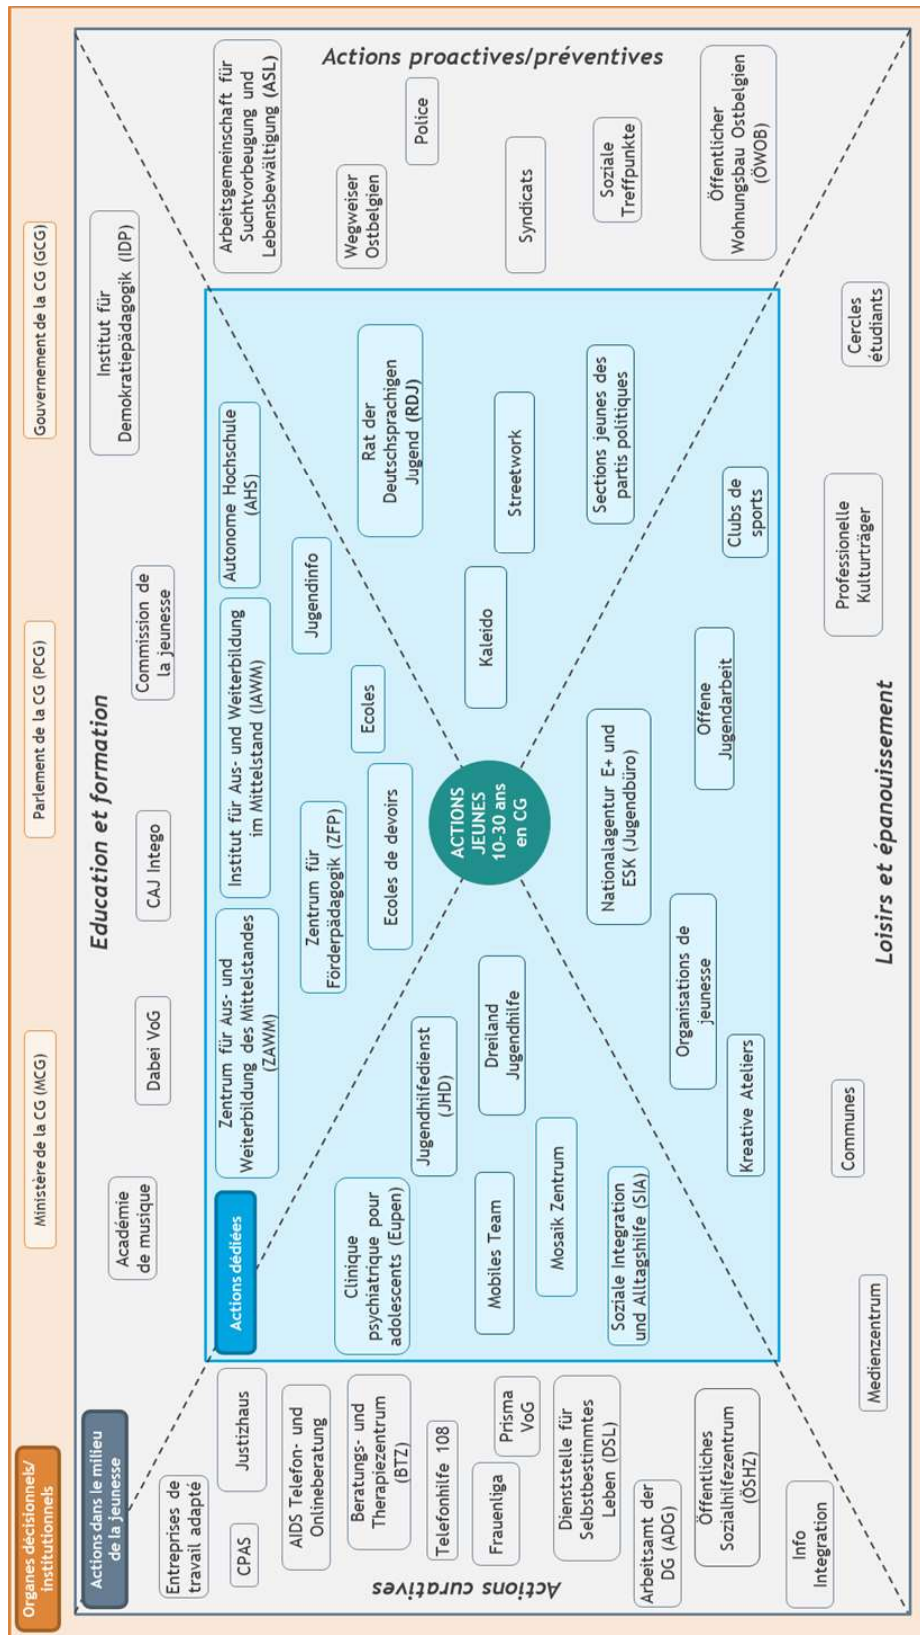 Organes décisionnels/
institutionnels
Ministère de la CG (MCG)
Parlement de la CG (PCG)
Gouvernement de la CG (GCG)
Actions dans le milieu
de la jeunesse
Education et formation
Académie
de musique
Dabei VoG
CAJ Intego
Commission de
la jeunesse
Institut für
Demokratiepädagogik (IDP)
Entreprises de
travail adapté
CPAS
Justizhaus
AIDS Telefon- und
Onlineberatung
Beratungs- und
Therapiezentrum
(BTZ)
Telefonhilfe 108
Frauenliga
Prisma
VoG
Dienststelle für
Selbstbestimmtes
Leben (DSL)
Arbeitsamt der
DG (ADG)
Öffentliches
Sozialhilfezentrum
(ÖSHZ)
Info
Integration
Actions curatives
Actions dédiées
Zentrum für Aus- und
Weiterbildung des Mittelstandes
(ZAWM)
Institut für Aus- und Weiterbildung
im Mittelstand (IAWM)
Autonome Hochschule
(AHS)
Zentrum für
Förderpädagogik (ZFP)
Jugendinfo
Ecoles de devoirs
Ecoles
Clinique
psychiatrique pour
adolescents (Eupen)
Jugendhilfedienst
(JHD)
Dreiland
Jugendhilfe
Mobiles Team
Mosaik Zentrum
Soziale Integration
und Alltagshilfe (SIA)
ACTIONS
JEUNES
10-30 ans
en CG
Rat der
Deutschsprachigen
Jugend (RDJ)
Kaleido
Streetwork
Sections jeunes des
partis politiques
Nationalagentur E+ und
ESK (Jugendbüro)
Organisations de
jeunesse
Kreative Ateliers
Offene
Jugendarbeit
Clubs de
sports
Actions proactives/préventives
Arbeitsgemeinschaft für
Suchtvorbeugung und
Lebensbewältigung (ASL)
Wegweiser
Ostbelgien
Police
Syndicats
Soziale
Treffpunkte
Öffentlicher
Wohnungsbau Ostbelgien
(ÖWOB)
Medienzentrum
Communes
Professionelle
Kulturträger
Cercles
étudiants
Loisirs et épanouissement